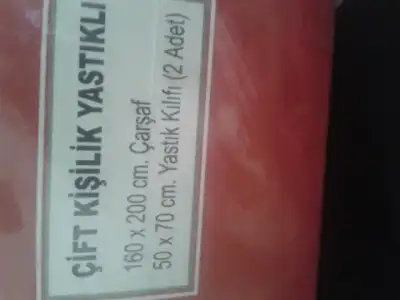 ÇİFT KİŞİLİK YASTIKLI
160 x 200 cm. Çarşaf
50 x 70 cm. Yastık Kılıfı (2 Adet)